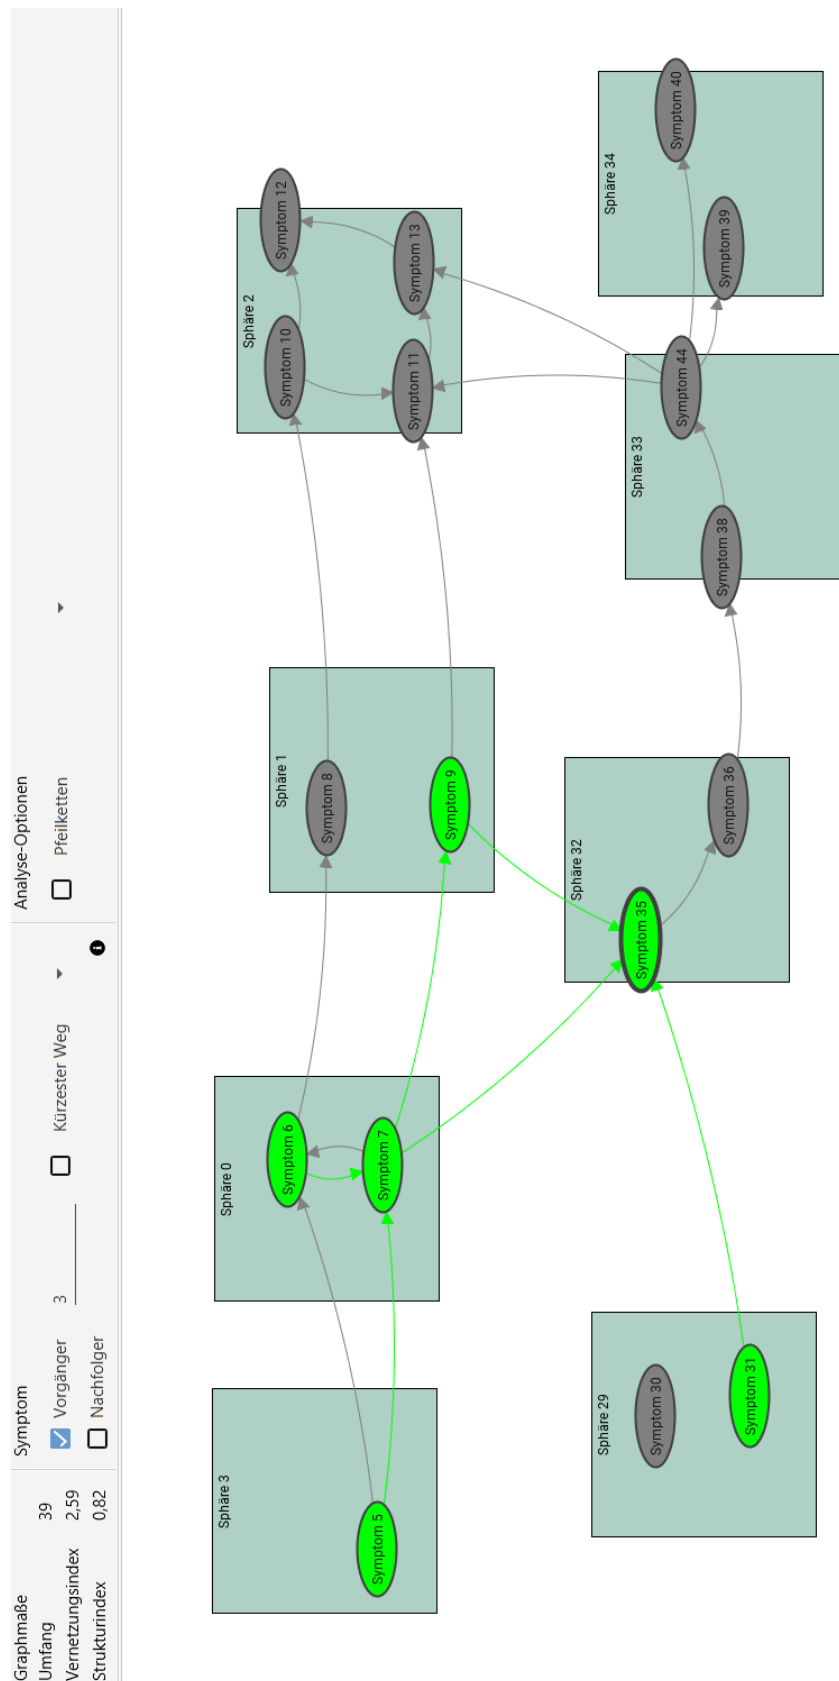 Graphmaße
Umfang 39
Vernetzungsindex 2,59
Strukturindex 0,82
Symptom
Vorgänger 3
Nachfolger
Kürzester Weg
Analyse-Optionen
Pfeilketten
Sphäre 3
Symptom 5
Sphäre 0
Symptom 6
Symptom 7
Sphäre 1
Symptom 8
Symptom 9
Sphäre 2
Symptom 10
Symptom 12
Symptom 11
Symptom 13
Sphäre 29
Symptom 30
Symptom 31
Sphäre 32
Symptom 35
Symptom 36
Sphäre 33
Symptom 38
Symptom 44
Sphäre 34
Symptom 40
Symptom 39